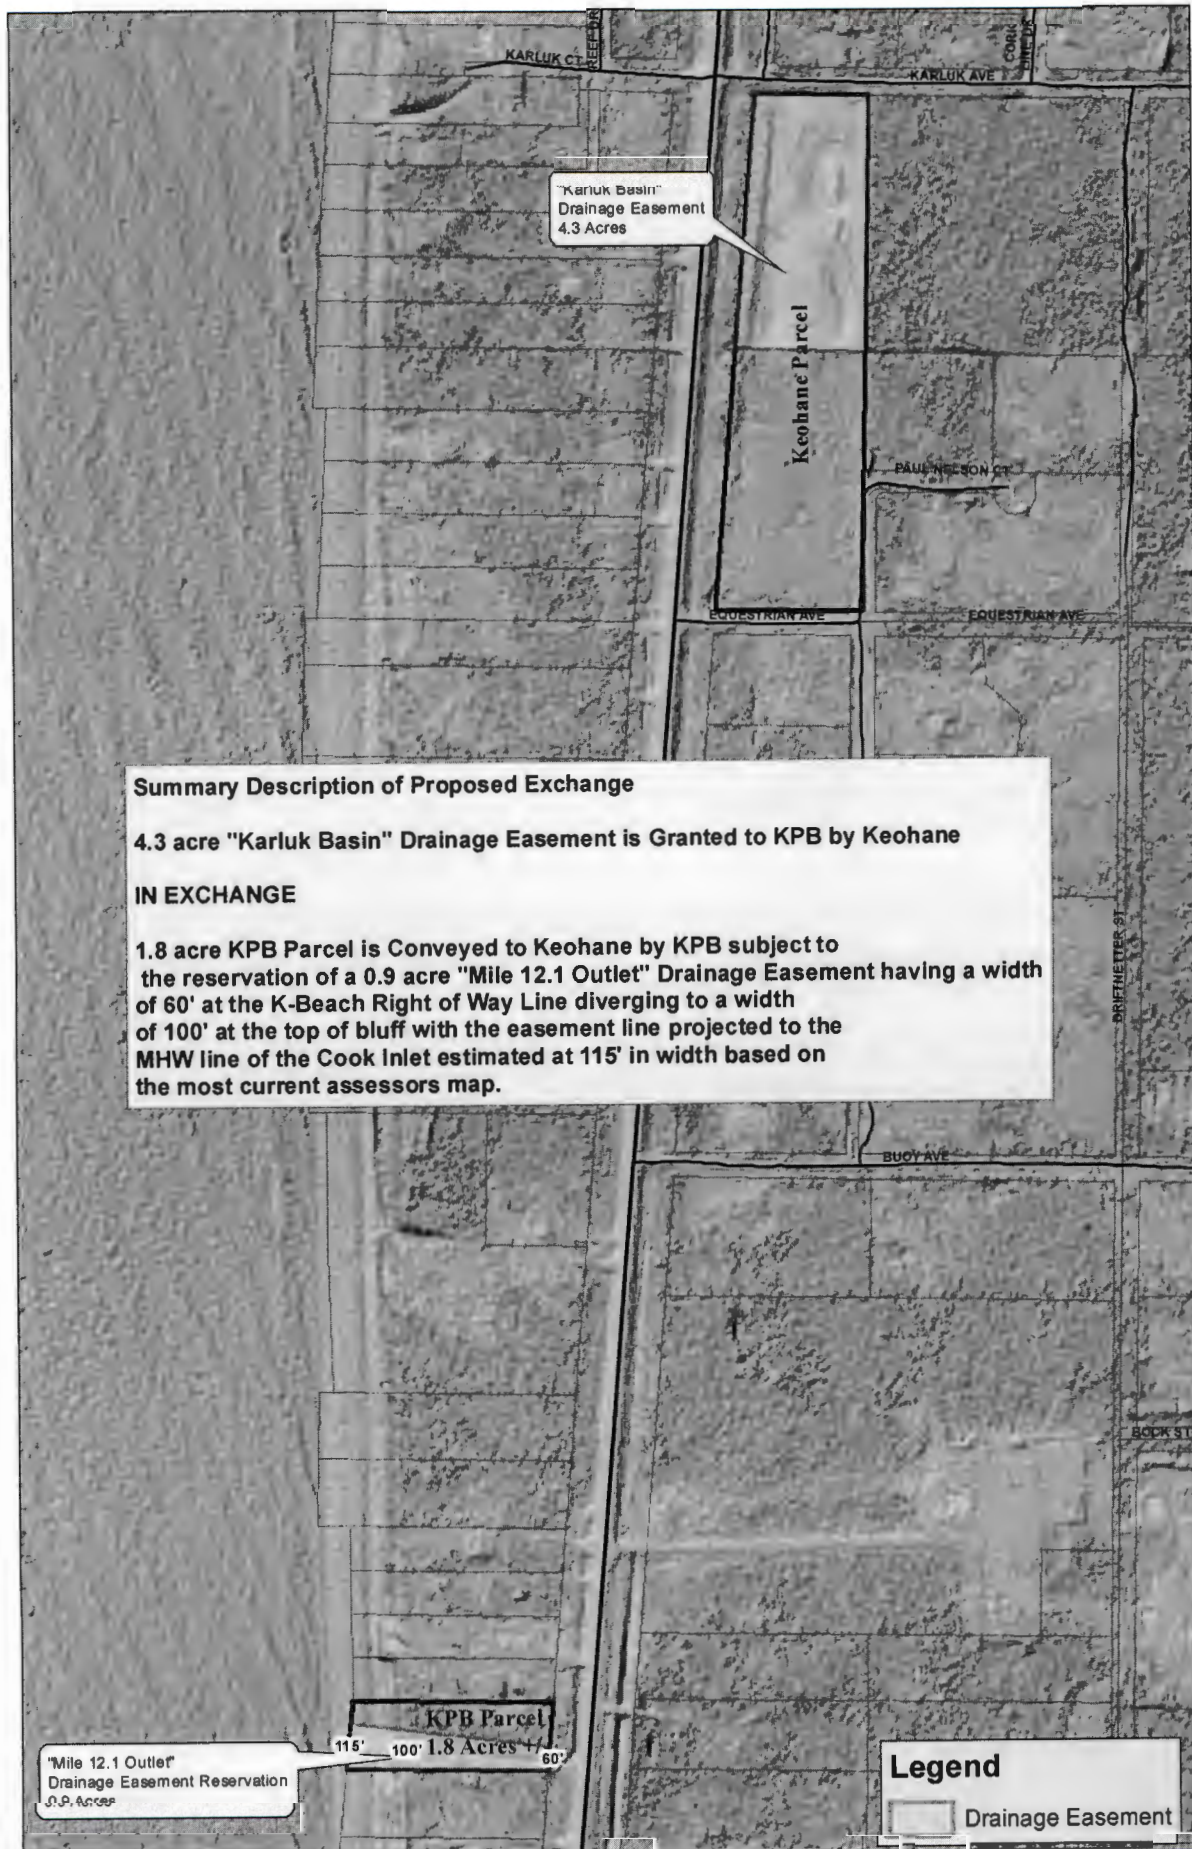 REEF DR
CORK
LINE DR
KARLUK CT
KARLUK AVE
"Karluk Basin"
Drainage Easement
4.3 Acres
Keohane Parcel
PAUL NELSON CT
EQUESTRIAN AVE
EQUESTRIAN AVE
Summary Description of Proposed Exchange
4.3 acre "Karluk Basin" Drainage Easement is Granted to KPB by Keohane
IN EXCHANGE
1.8 acre KPB Parcel is Conveyed to Keohane by KPB subject to
the reservation of a 0.9 acre "Mile 12.1 Outlet" Drainage Easement having a width
of 60' at the K-Beach Right of Way Line diverging to a width
of 100' at the top of bluff with the easement line projected to the
MHW line of the Cook Inlet estimated at 115' in width based on
the most current assessors map.
DRIFTNETTER ST
BUOY AVE
BOCK ST
KPB Parcel
1.8 Acres +/-
115'
100'
60'
"Mile 12.1 Outlet"
Drainage Easement Reservation
0.9 Acres
Legend
Drainage Easement